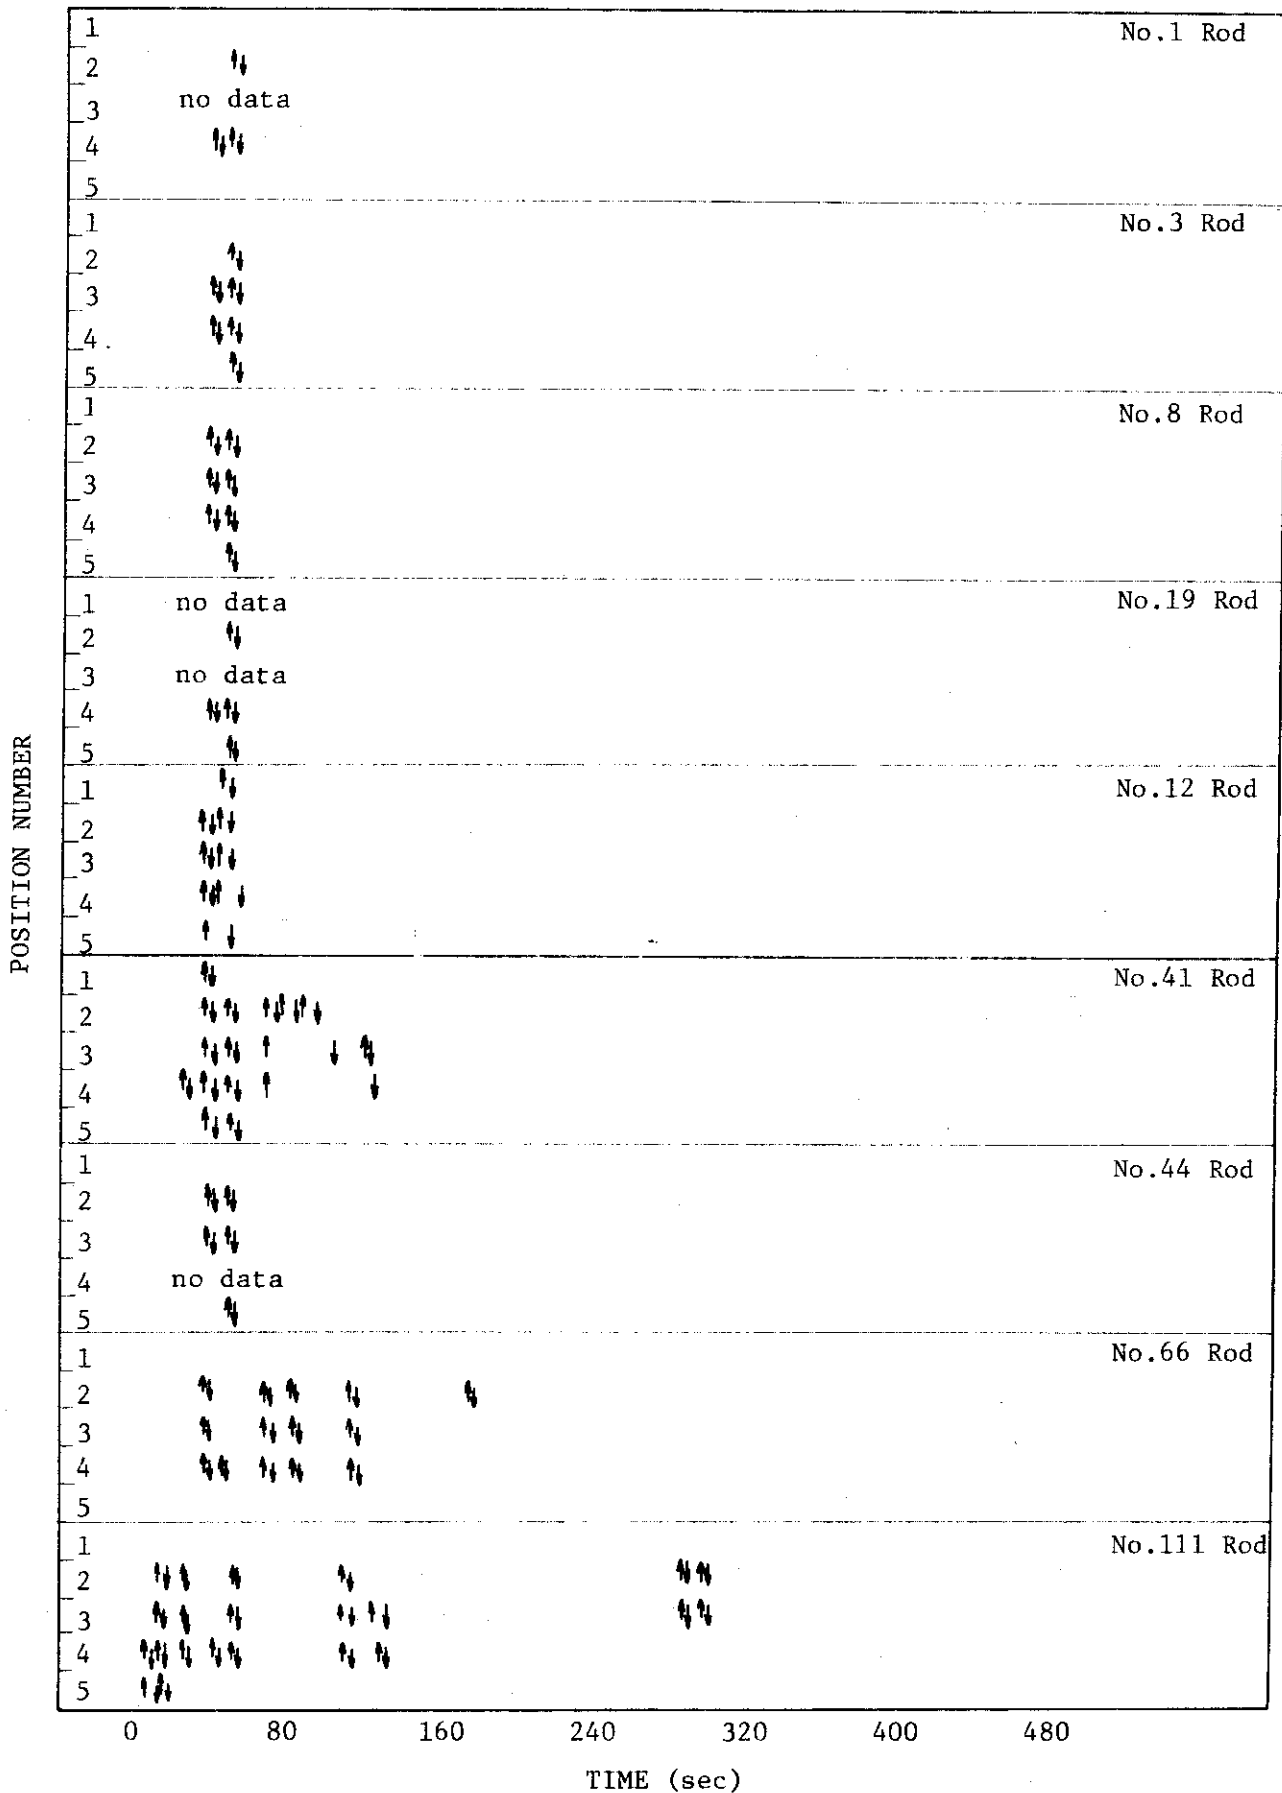 1 No.1 Rod
2
no data
3
4
5
1 No.3 Rod
2
3
4
5
1 No.8 Rod
2
3
4
5
1 no data No.19 Rod
2
3 no data
4
5
1 No.12 Rod
2
3
4
5
1 No.41 Rod
2
3
4
5
1 No.44 Rod
2
3
4 no data
5
1 No.66 Rod
2
3
4
5
1 No.111 Rod
2
3
4
5
POSITION NUMBER
0 80 160 240 320 400 480
TIME (sec)